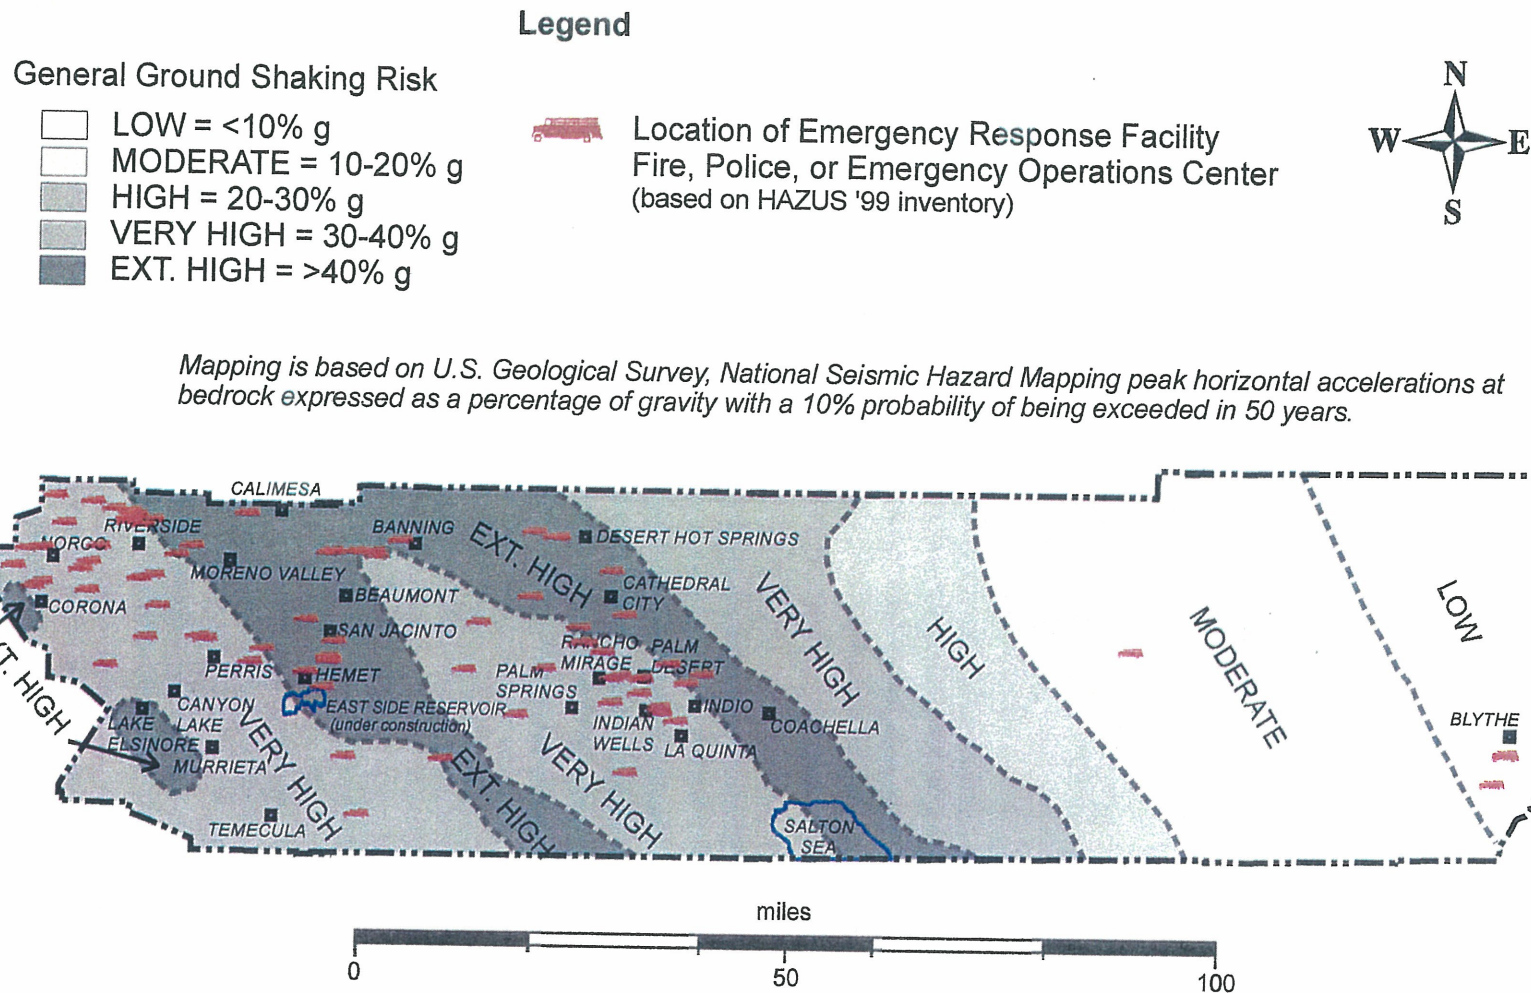 Legend
General Ground Shaking Risk
LOW = <10% g
MODERATE = 10-20% g
HIGH = 20-30% g
VERY HIGH = 30-40% g
EXT. HIGH = >40% g
Location of Emergency Response Facility
Fire, Police, or Emergency Operations Center
(based on HAZUS '99 inventory)
N
W
E
S
Mapping is based on U.S. Geological Survey, National Seismic Hazard Mapping peak horizontal accelerations at
bedrock expressed as a percentage of gravity with a 10% probability of being exceeded in 50 years.
CALIMESA
RIVERSIDE
NORCO
BANNING
EXT. HIGH
DESERT HOT SPRINGS
MORENO VALLEY
BEAUMONT
CATHEDRAL
CITY
CORONA
SAN JACINTO
VERY HIGH
HIGH
MODERATE
LOW
RANCHO
MIRAGE
PALM
DESERT
PERRIS
HEMET
PALM
SPRINGS
HIGH
CANYON
LAKE
EAST SIDE RESERVOIR
(under construction)
INDIO
COACHELLA
LAKE
ELSINORE
INDIAN
WELLS
LA QUINTA
BLYTHE
MURRIETA
VERY HIGH
EXT. HIGH
VERY HIGH
TEMECULA
SALTON
SEA
miles
0
50
100